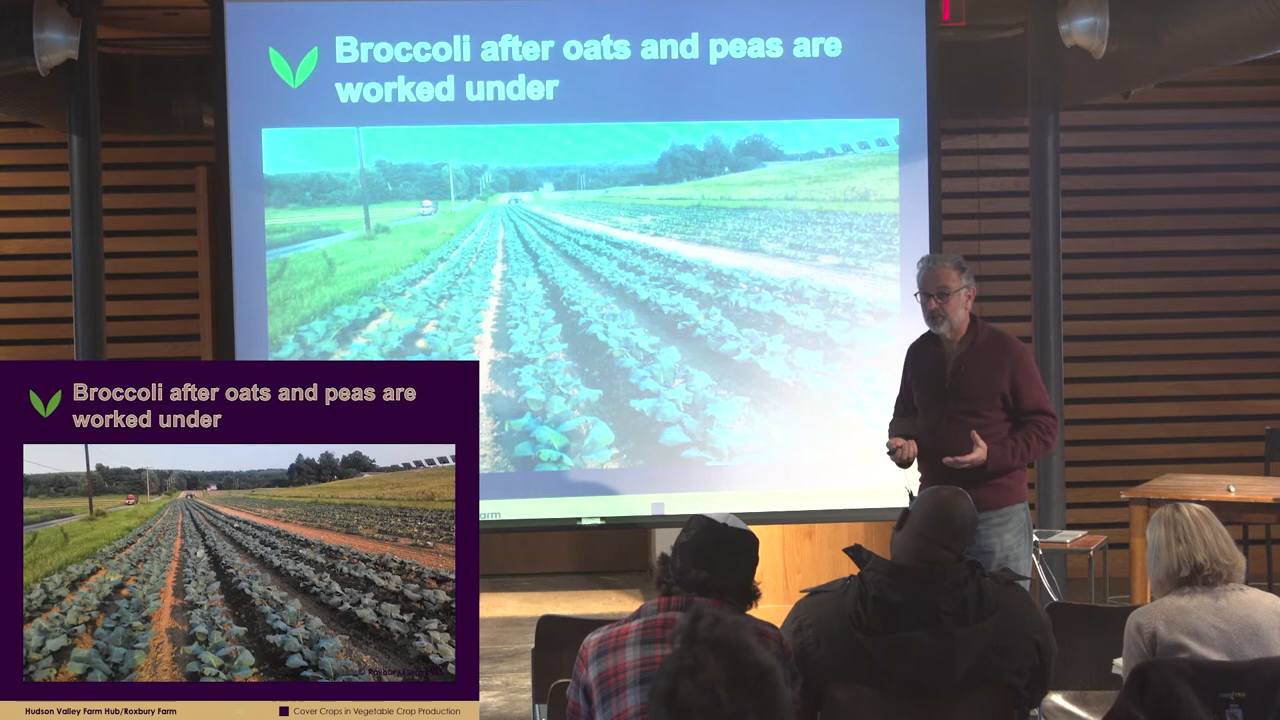 Broccoli after oats and peas are
worked under
arm
Broccoli after oats and peas are
worked under
Hudson Valley Farm Hub/Roxbury Farm
Cover Crops in Vegetable Crop Production